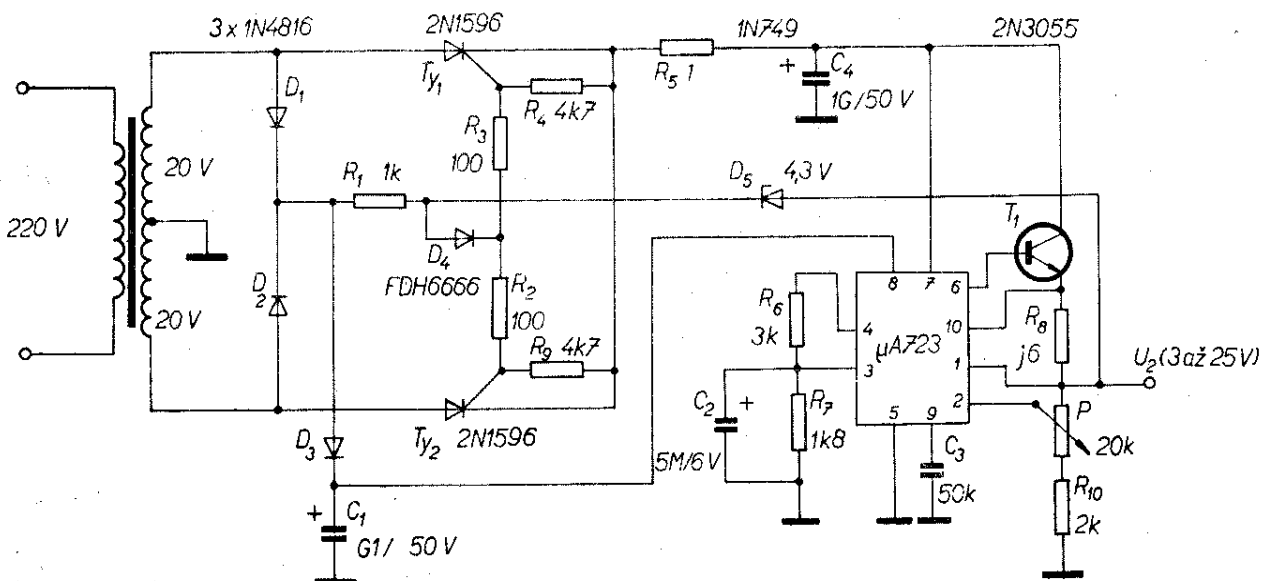 3 x 1N4816
2N1596
1N749
2N3055
Ty1
D1
R5 1
+ C4
1G/50 V
R4 4k7
R3
100
20 V
R1 1k
D5 4,3 V
T1
220 V
D4
FDH6666
R2
100
D2
20 V
R6
3k
8 7 6
4
10
μA723
3
1
2
5 9
R8
j6
U2 (3 až 25V)
R9 4k7
Ty2 2N1596
D3
C2 +
5M/6V
R7
1k8
C3
50k
P
20k
R10
2k
+ C1
G1/ 50 V